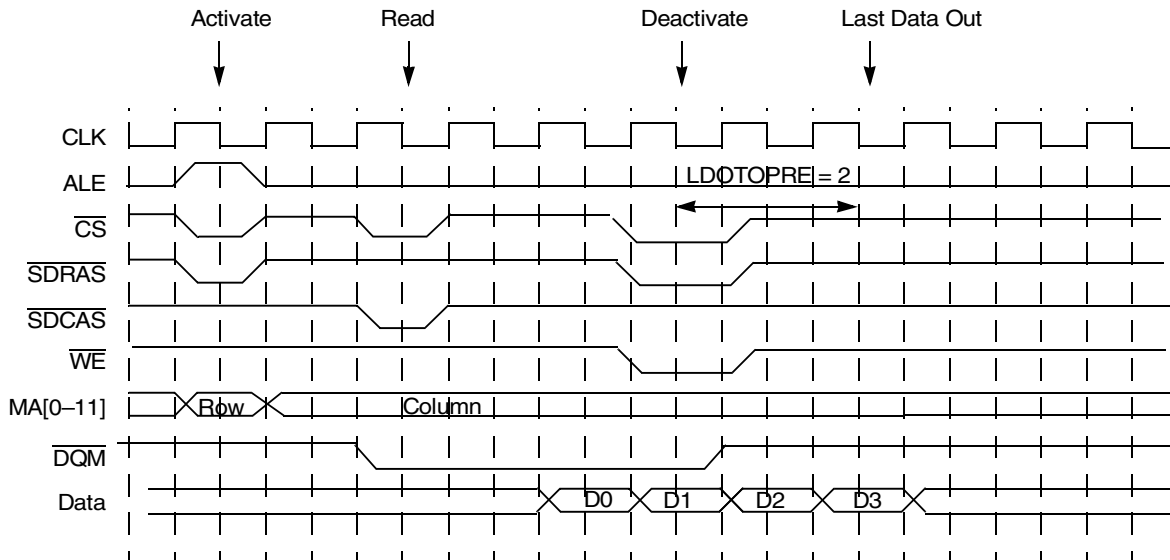 Activate Read Deactivate Last Data Out
CLK
ALE LDOTOPRE = 2
CS
SDRAS
SDCAS
WE
MA[0–11] Row Column
DQM
Data D0 D1 D2 D3